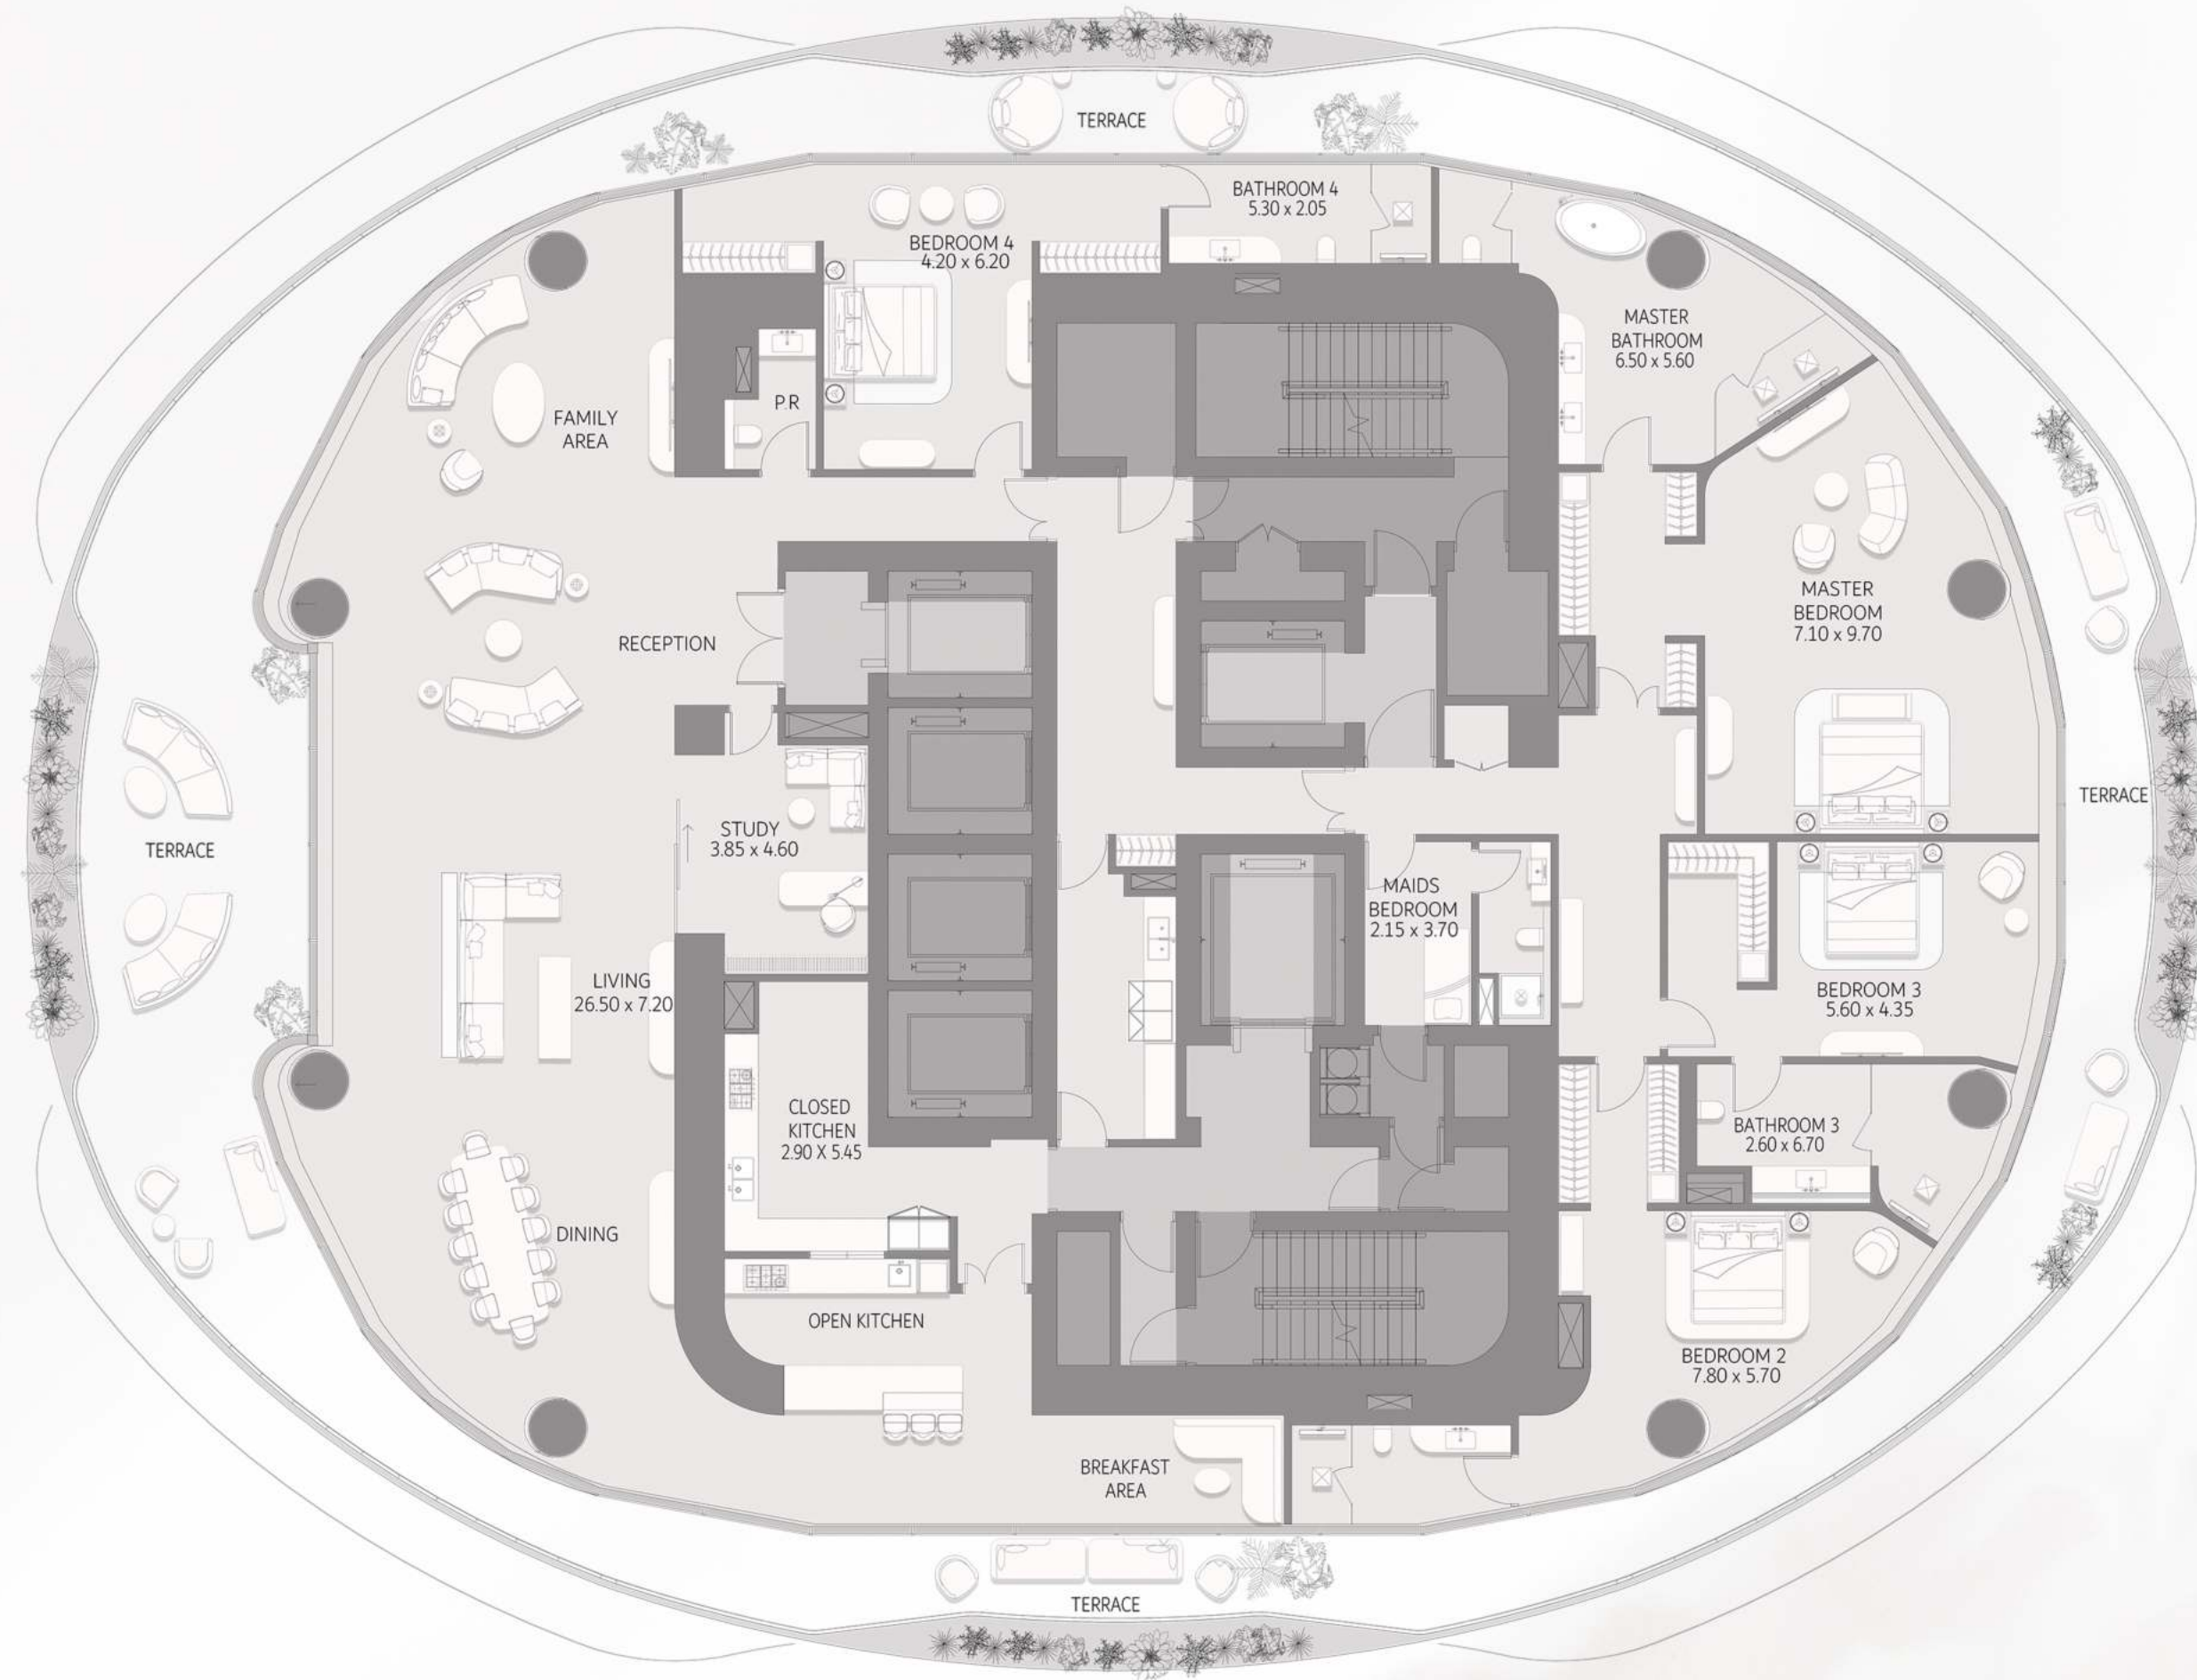 TERRACE
BATHROOM 4
5.30 x 2.05
BEDROOM 4
4.20 x 6.20
MASTER
BATHROOM
6.50 x 5.60
P.R
FAMILY
AREA
MASTER
BEDROOM
7.10 x 9.70
RECEPTION
TERRACE
STUDY
3.85 x 4.60
TERRACE
MAIDS
BEDROOM
2.15 x 3.70
LIVING
26.50 x 7.20
BEDROOM 3
5.60 x 4.35
CLOSED
KITCHEN
2.90 X 5.45
BATHROOM 3
2.60 x 6.70
DINING
OPEN KITCHEN
BEDROOM 2
7.80 x 5.70
BREAKFAST
AREA
TERRACE